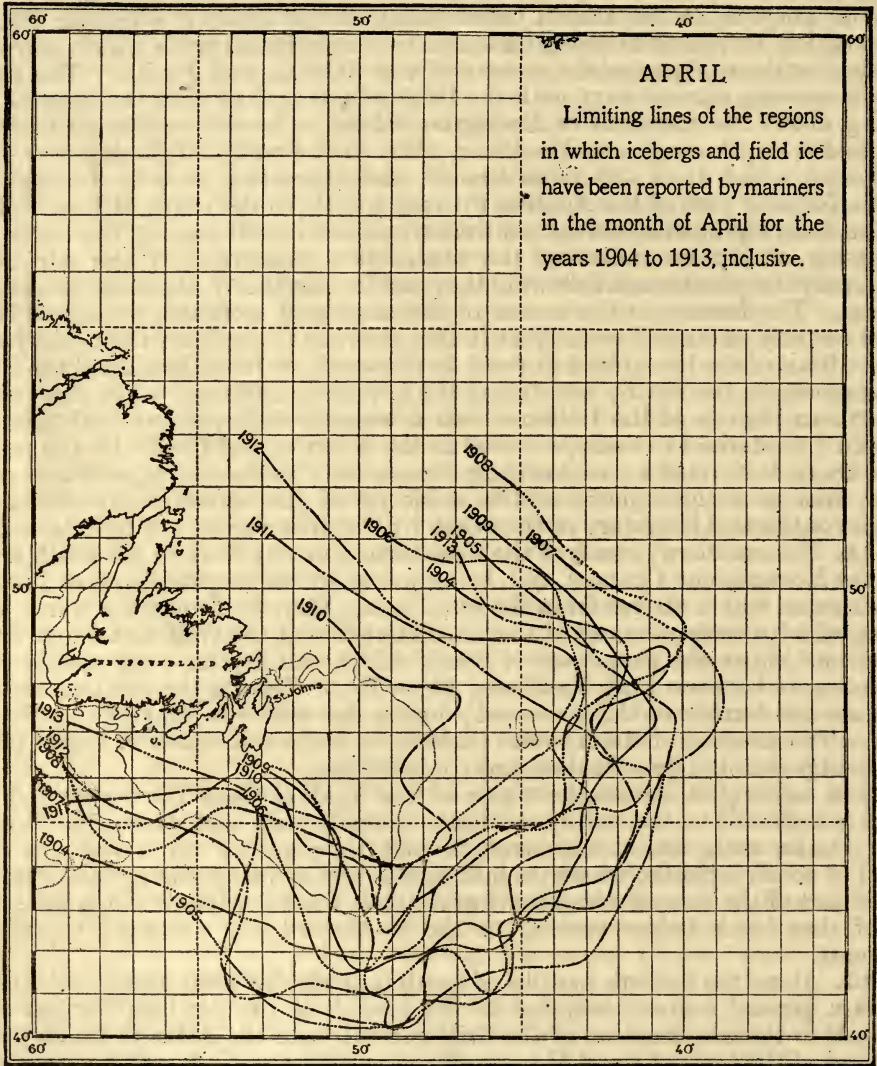 60° 50° 40°
60° 60°
APRIL
Limiting lines of the regions
in which icebergs and field ice
have been reported by mariners
in the month of April for the
years 1904 to 1913, inclusive.
1912
1908
1911
1906
1909
1905
1913
1907
1904
50° 50°
1910
NEWFOUNDLAND
St. Johns
1913
1912
1908
1909
1910
1907
1906
1911
1904
1905
40° 40°
60° 50° 40°